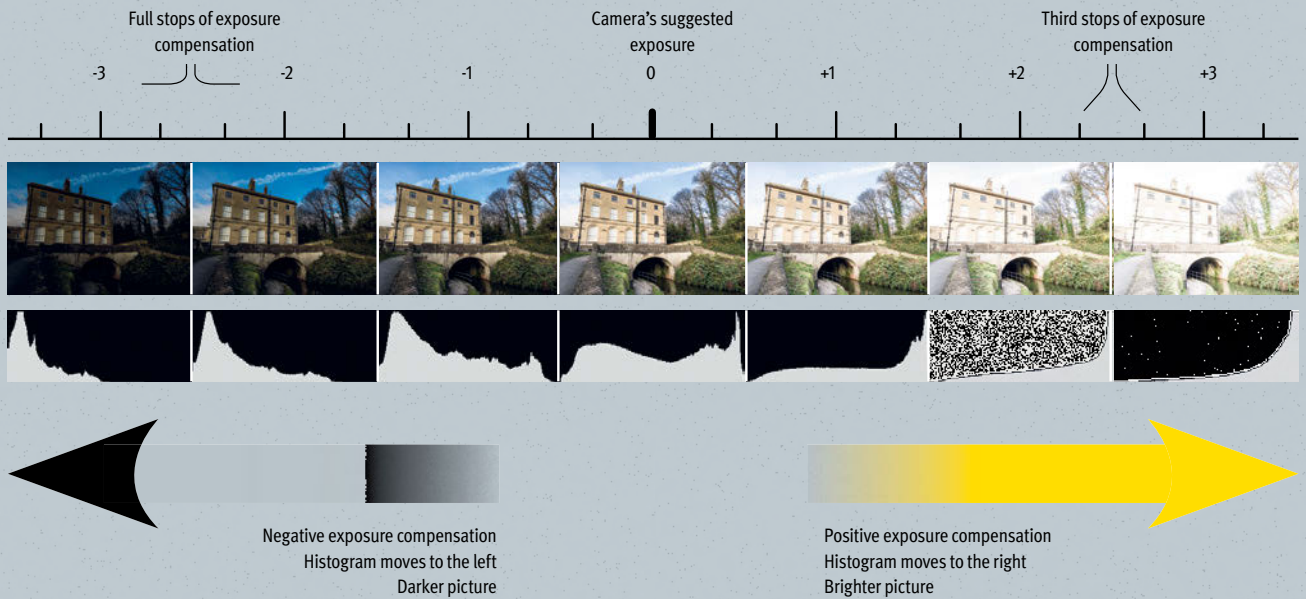 Full stops of exposure
compensation
Camera's suggested
exposure
Third stops of exposure
compensation
-3
-2
-1
0
+1
+2
+3
Negative exposure compensation
Histogram moves to the left
Darker picture
Positive exposure compensation
Histogram moves to the right
Brighter picture